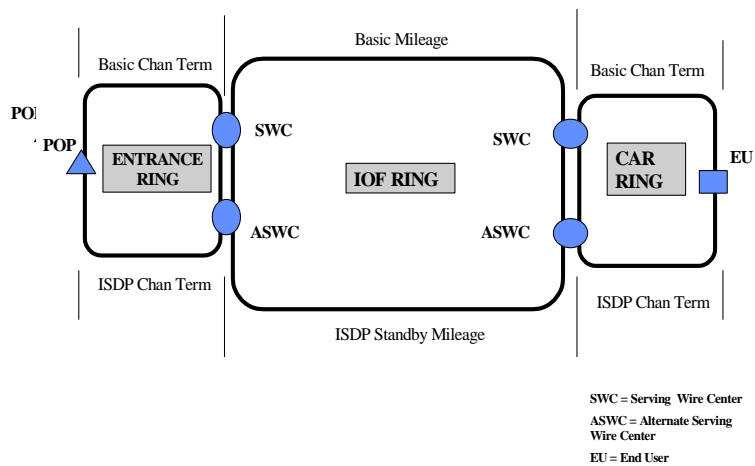 Basic Mileage
Basic Chan Term
Basic Chan Term
POP
SWC
SWC
EU
ENTRANCE
RING
IOF RING
CAR
RING
ASWC
ASWC
ISDP Chan Term
ISDP Chan Term
ISDP Standby Mileage
SWC = Serving Wire Center
ASWC = Alternate Serving
Wire Center
EU = End User